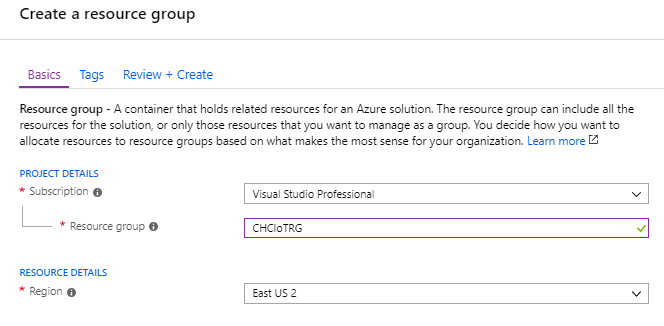 Create a resource group
Basics Tags Review + Create
Resource group - A container that holds related resources for an Azure solution. The resource group can include all the
resources for the solution, or only those resources that you want to manage as a group. You decide how you want to
allocate resources to resource groups based on what makes the most sense for your organization. Learn more
PROJECT DETAILS
* Subscription Visual Studio Professional
* Resource group CHCIoTRG
RESOURCE DETAILS
* Region East US 2